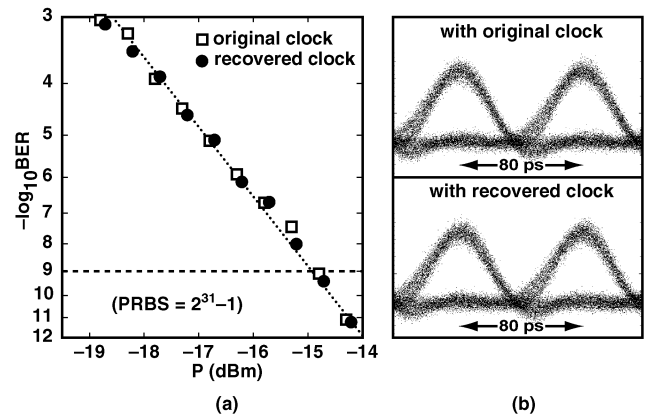 3
4
5
6
7
8
9
10
11
12
-log10BER
original clock
recovered clock
(PRBS = 2^31–1)
–19 –18 –17 –16 –15 –14
P (dBm)
(a)
with original clock
80 ps
with recovered clock
80 ps
(b)